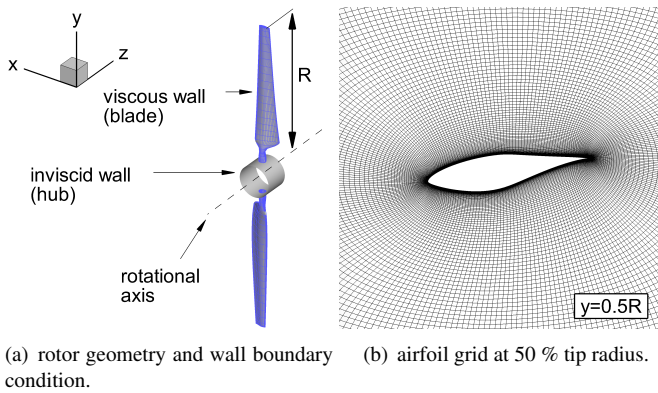 y
x
z
R
viscous wall
(blade)
inviscid wall
(hub)
rotational
axis
y=0.5R
(a) rotor geometry and wall boundary
condition.
(b) airfoil grid at 50 % tip radius.